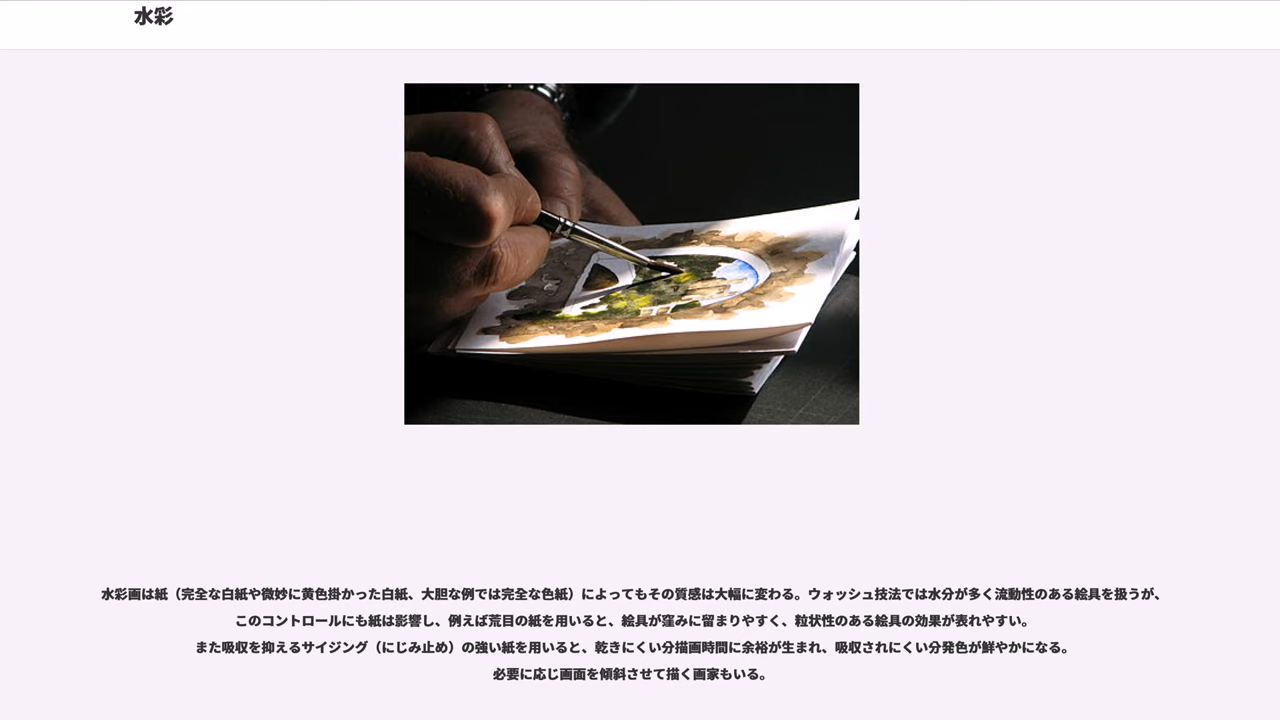 水彩
水彩画は紙（完全な白紙や微妙に黄色掛かった白紙、大胆な例では完全な色紙）によってもその質感は大幅に変わる。ウォッシュ技法では水分が多く流動性のある絵具を扱うが、
このコントロールにも紙は影響し、例えば荒目の紙を用いると、絵具が窪みに留まりやすく、粒状性のある絵具の効果が表れやすい。
また吸収を抑えるサイジング（にじみ止め）の強い紙を用いると、乾きにくい分描画時間に余裕が生まれ、吸収されにくい分発色が鮮やかになる。
必要に応じ画面を傾斜させて描く画家もいる。